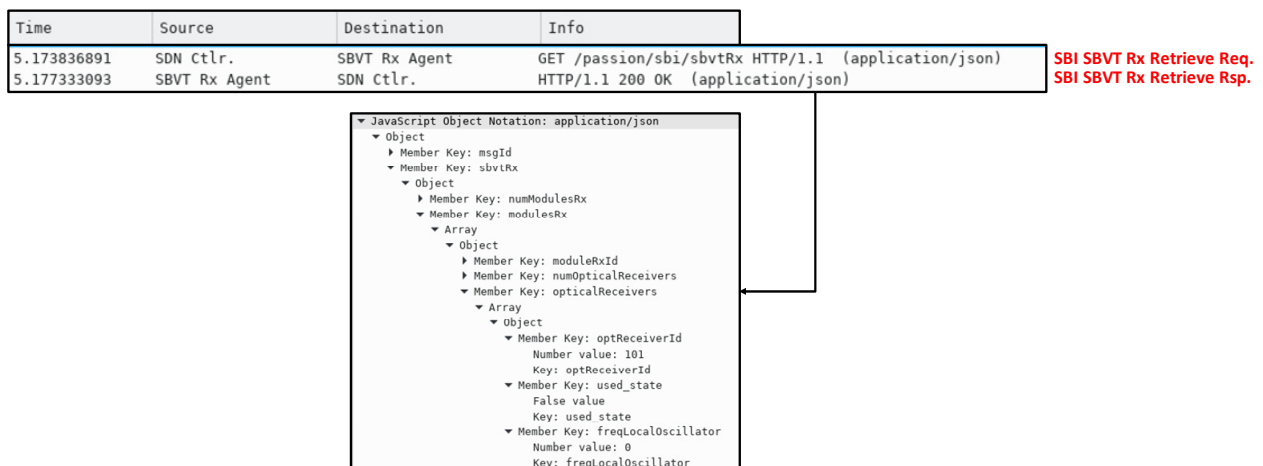 Time Source Destination Info
5.173836891 SDN Ctlr. SBVT Rx Agent GET /passion/sbi/sbvtRx HTTP/1.1 (application/json) SBI SBVT Rx Retrieve Req.
5.177333093 SBVT Rx Agent SDN Ctlr. HTTP/1.1 200 OK (application/json) SBI SBVT Rx Retrieve Rsp.
JavaScript Object Notation: application/json
Object
Member Key: msgId
Member Key: sbvtRx
Object
Member Key: numModulesRx
Member Key: modulesRx
Array
Object
Member Key: moduleRxId
Member Key: numOpticalReceivers
Member Key: opticalReceivers
Array
Object
Member Key: optReceiverId
Number value: 101
Key: optReceiverId
Member Key: used_state
False value
Key: used_state
Member Key: freqLocalOscillator
Number value: 0
Key: freqLocalOscillator